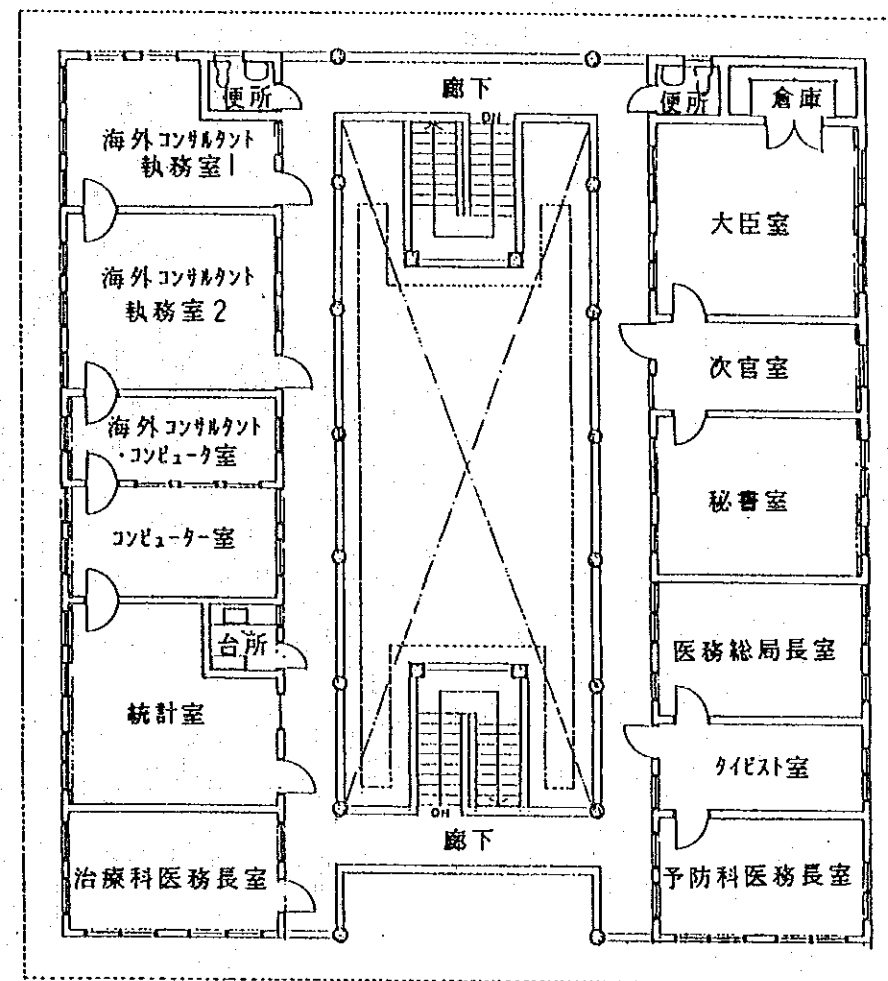 便所
廊下
便所
倉庫
海外コンサルタント
執務室1
大臣室
海外コンサルタント
執務室2
次官室
海外コンサルタント
・コンピュータ室
秘書室
コンピューター室
台所
医務総局長室
統計室
タイピスト室
廊下
治療科医務長室
予防科医務長室